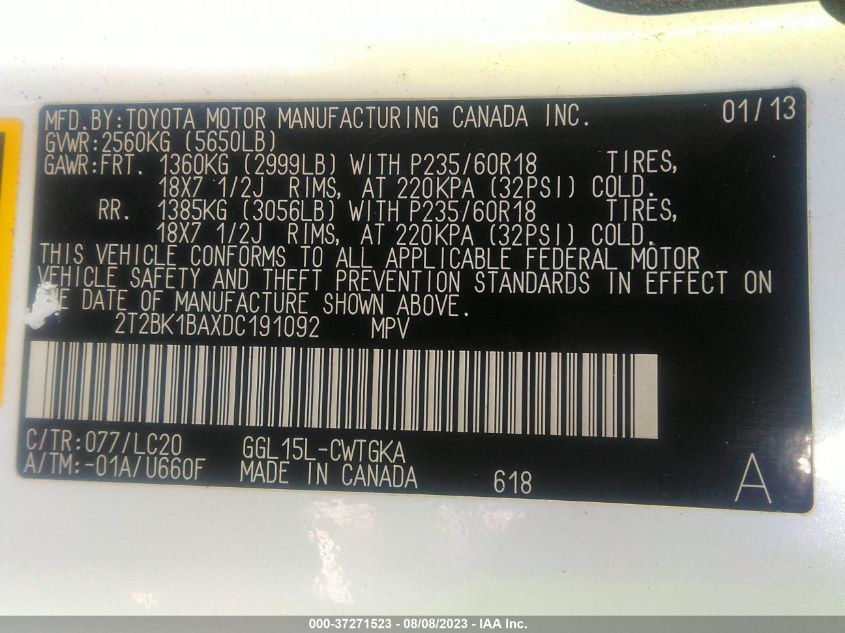 MFD.BY:TOYOTA MOTOR MANUFACTURING CANADA INC. 01/13
GVWR:2560KG (5650LB)
GAWR:FRT. 1360KG (2999LB) WITH P235/60R18 TIRES,
18X7 1/2J RIMS, AT 220KPA (32PSI) COLD.
RR. 1385KG (3056LB) WITH P235/60R18 TIRES,
18X7 1/2J RIMS, AT 220KPA (32PSI) COLD.
THIS VEHICLE CONFORMS TO ALL APPLICABLE FEDERAL MOTOR
VEHICLE SAFETY AND THEFT PREVENTION STANDARDS IN EFFECT ON
DATE OF MANUFACTURE SHOWN ABOVE.
2T2BK1BAXDC191092 MPV
C/TR:077/LC20 GGL15L-CWTGKA
A/TM:-01A/U660F MADE IN CANADA 618 A
000-37271523 - 08/08/2023 - IAA Inc.